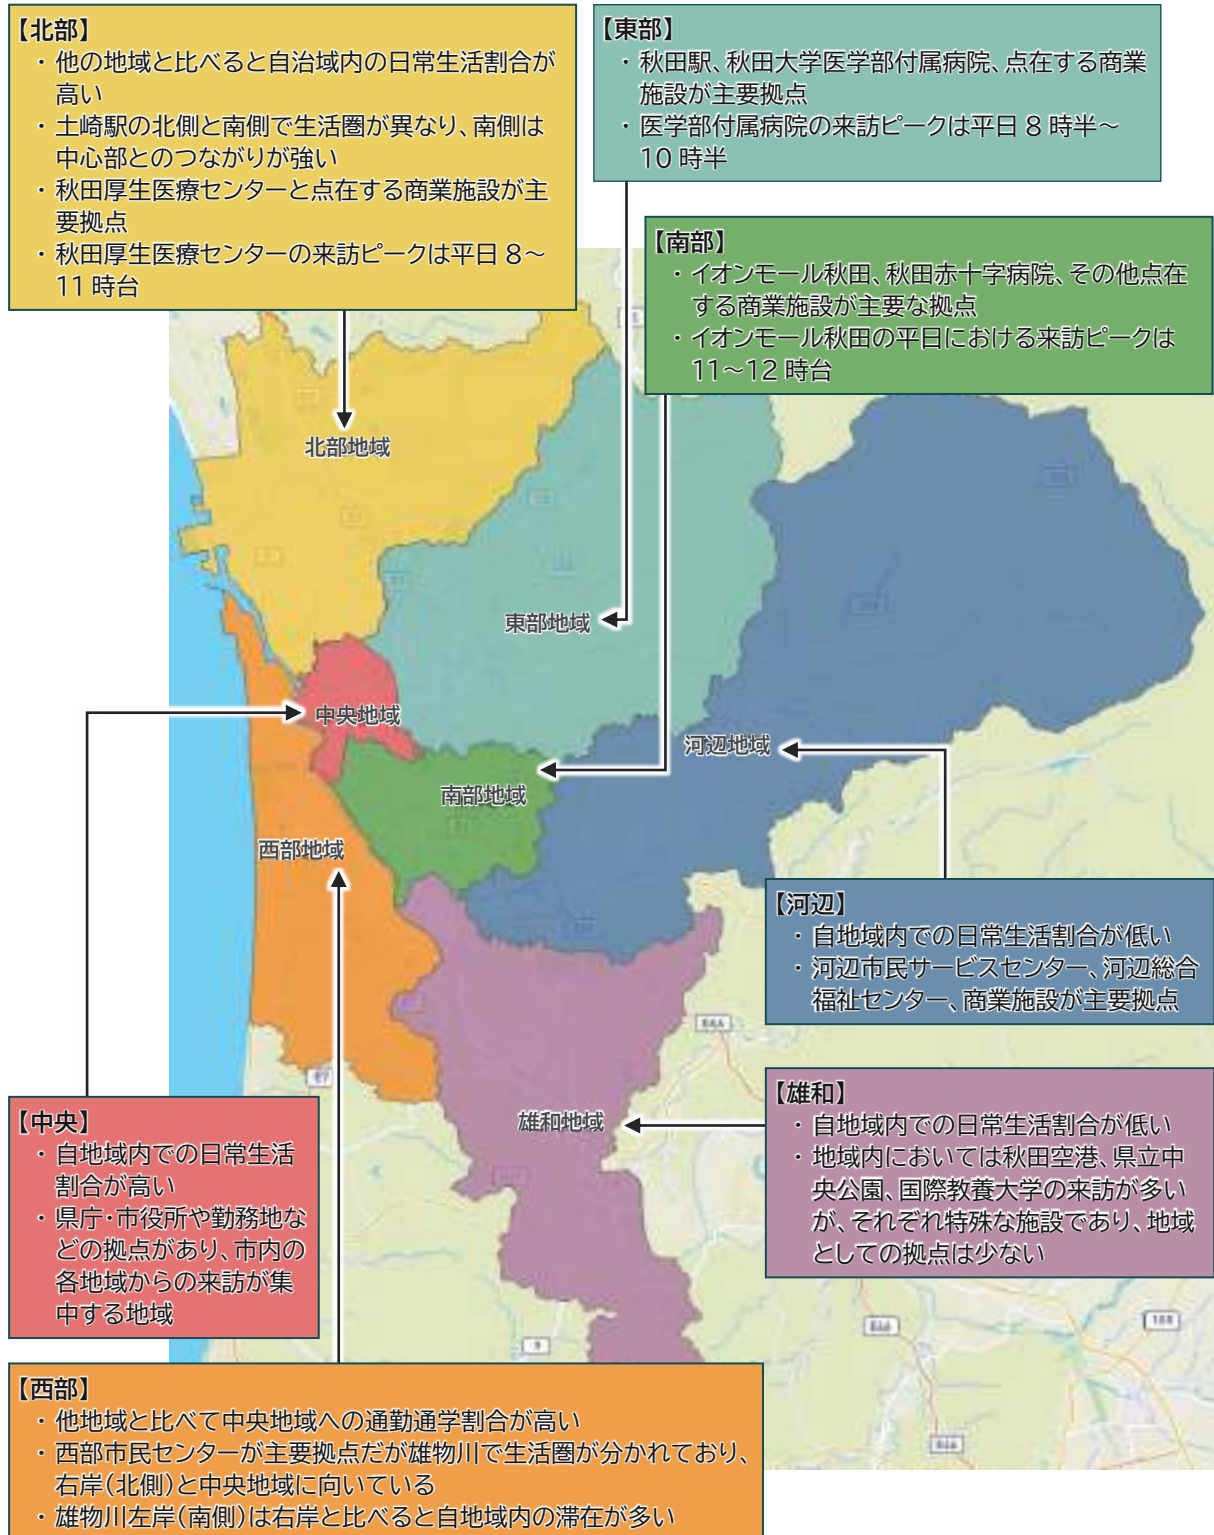 【北部】
・他の地域と比べると自治域内の日常生活割合が
高い
・土崎駅の北側と南側で生活圏が異なり、南側は
中心部とのつながりが強い
・秋田厚生医療センターと点在する商業施設が主
要拠点
・秋田厚生医療センターの来訪ピークは平日 8～
11 時台
【東部】
・秋田駅、秋田大学医学部付属病院、点在する商業
施設が主要拠点
・医学部付属病院の来訪ピークは平日 8 時半～
10 時半
【南部】
・イオンモール秋田、秋田赤十字病院、その他点在
する商業施設が主要な拠点
・イオンモール秋田の平日における来訪ピークは
11～12 時台
北部地域
東部地域
中央地域
河辺地域
南部地域
西部地域
雄和地域
【河辺】
・自地域内での日常生活割合が低い
・河辺市民サービスセンター、河辺総合
福祉センター、商業施設が主要拠点
【雄和】
・自地域内での日常生活割合が低い
・地域内においては秋田空港、県立中
央公園、国際教養大学の来訪が多い
が、それぞれ特殊な施設であり、地域
としての拠点は少ない
【中央】
・自地域内での日常生活
割合が高い
・県庁・市役所や勤務地な
どの拠点があり、市内の
各地域からの来訪が集
中する地域
【西部】
・他地域と比べて中央地域への通勤通学割合が高い
・西部市民センターが主要拠点だが雄物川で生活圏が分かれており、
右岸(北側)と中央地域に向いている
・雄物川左岸(南側)は右岸と比べると自地域内の滞在が多い